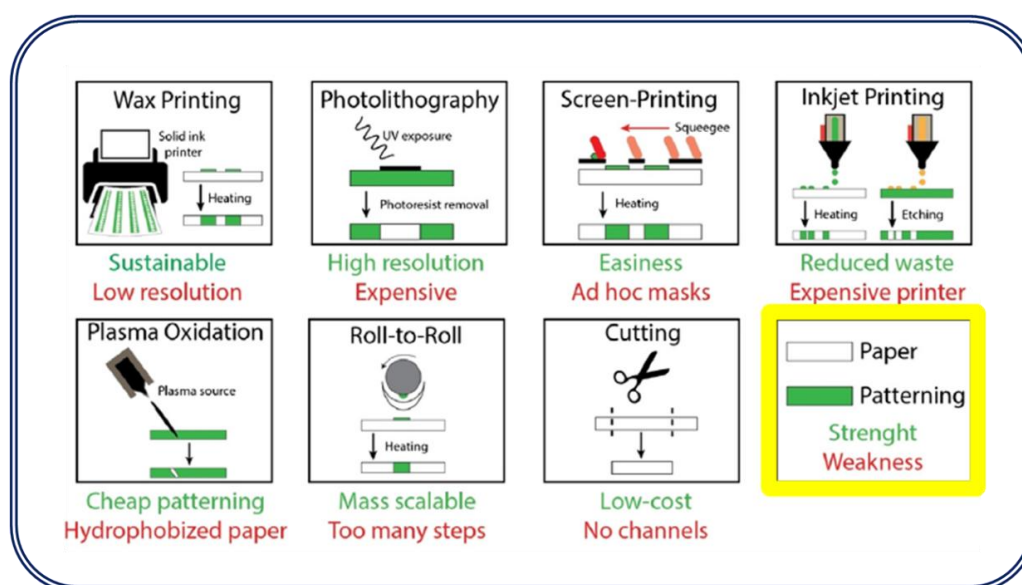 Wax Printing
Solid ink
printer
Heating
Sustainable
Low resolution
Photolithography
UV exposure
Photoresist removal
High resolution
Expensive
Screen-Printing
Squeegee
Heating
Easiness
Ad hoc masks
Inkjet Printing
Heating
Etching
Reduced waste
Expensive printer
Plasma Oxidation
Plasma source
Cheap patterning
Hydrophobized paper
Roll-to-Roll
Heating
Mass scalable
Too many steps
Cutting
Low-cost
No channels
Paper
Patterning
Strenght
Weakness